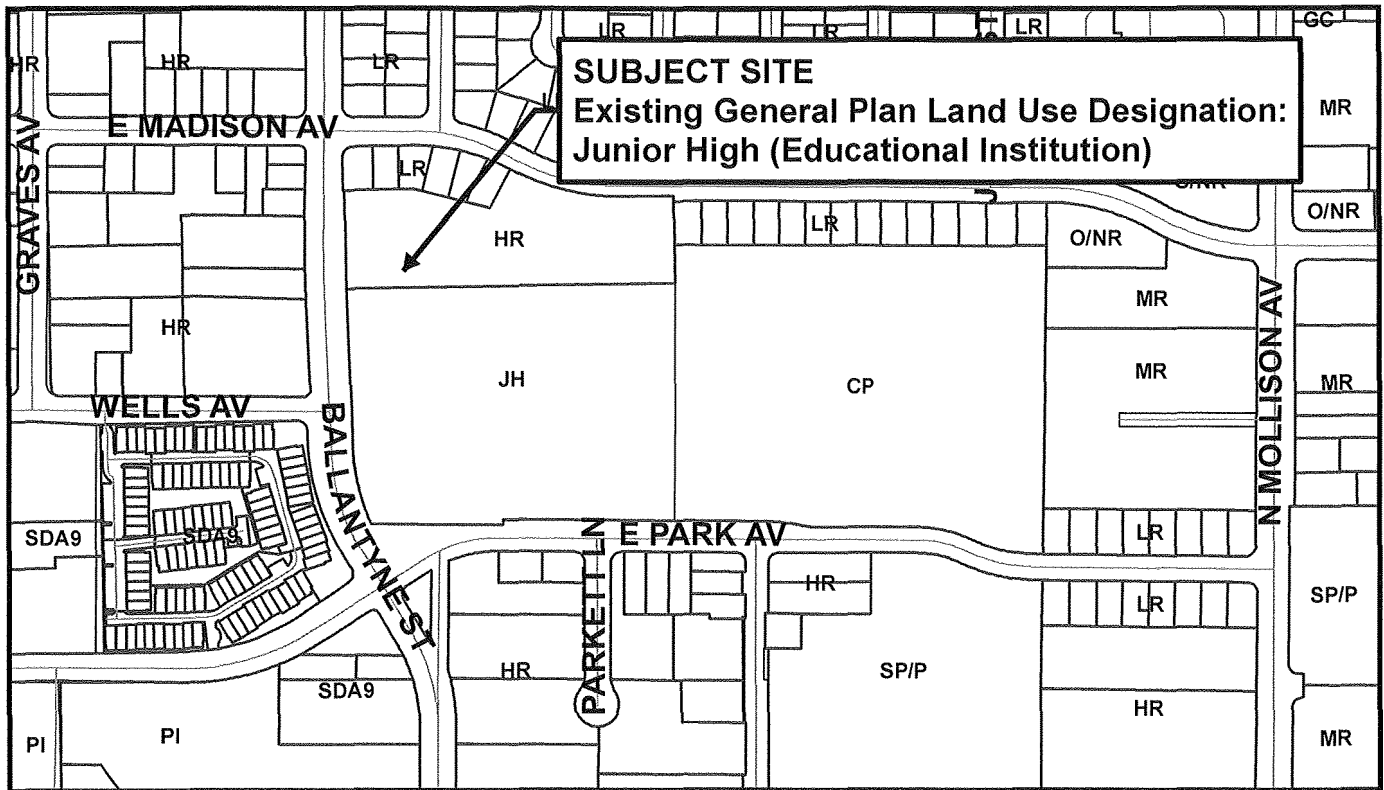 LR
LR
LR
LR
GC
HR
HR
LR
MR
SUBJECT SITE
Existing General Plan Land Use Designation:
Junior High (Educational Institution)
E MADISON AV
GRAVES AV
LR
O/NR
O/NR
LR
HR
O/NR
MR
HR
JH
CP
MR
MR
N MOLLISON AV
WELLS AV
BALLANTYNE ST
SDA9
SDA9
E PARK AV
PARKETT LN
LR
HR
LR
SP/P
HR
SP/P
SDA9
HR
PI
PI
MR